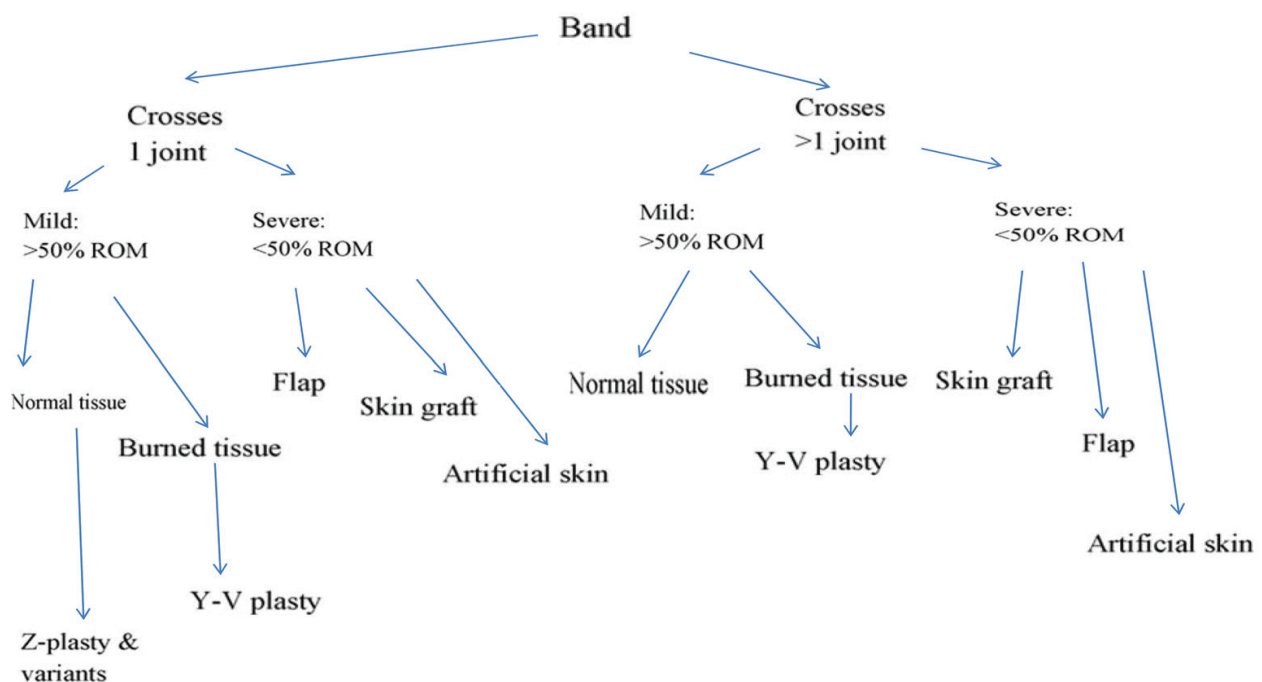 Band
Crosses
1 joint
Crosses
>1 joint
Mild:
>50% ROM
Severe:
<50% ROM
Mild:
>50% ROM
Severe:
<50% ROM
Normal tissue
Burned tissue
Flap
Skin graft
Artificial skin
Normal tissue
Burned tissue
Skin graft
Flap
Artificial skin
Y-V plasty
Y-V plasty
Z-plasty &
variants